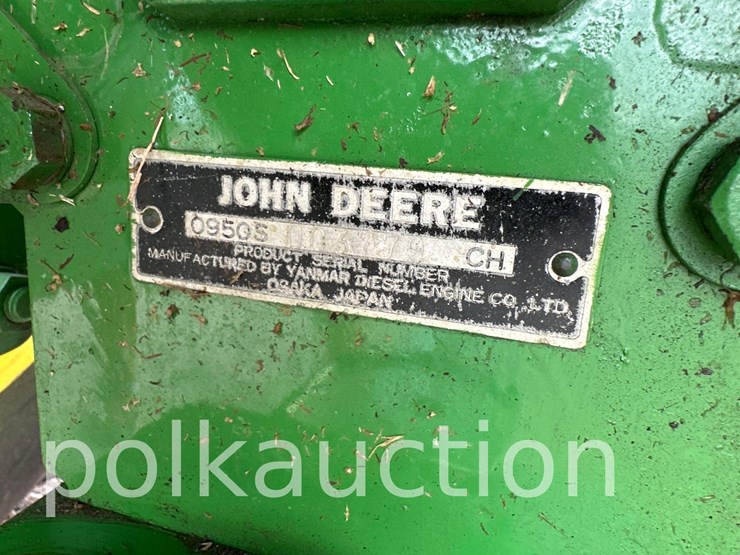 JOHN DEERE
0950S CH
PRODUCT SERIAL NUMBER
MANUFACTURED BY YANMAR DIESEL ENGINE CO., LTD.
OSAKA, JAPAN
polkauction